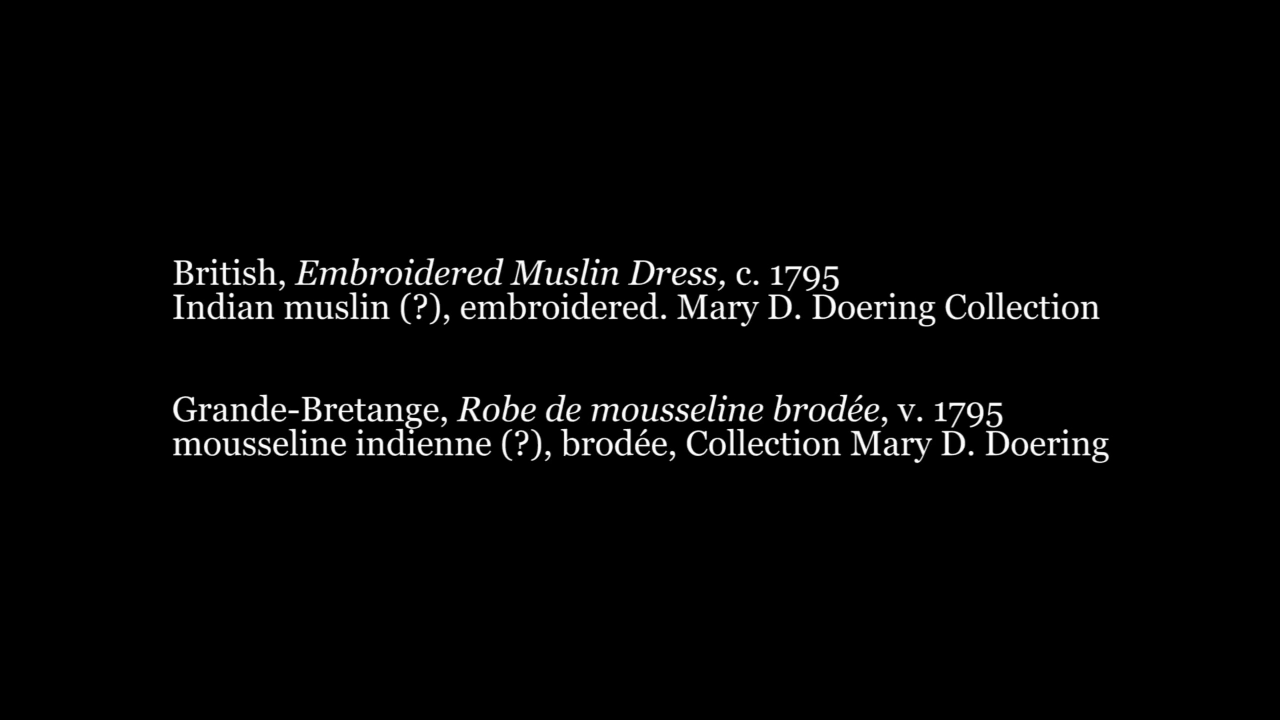 British, Embroidered Muslin Dress, c. 1795
Indian muslin (?), embroidered. Mary D. Doering Collection
Grande-Bretange, Robe de mousseline brodée, v. 1795
mousseline indienne (?), brodée, Collection Mary D. Doering